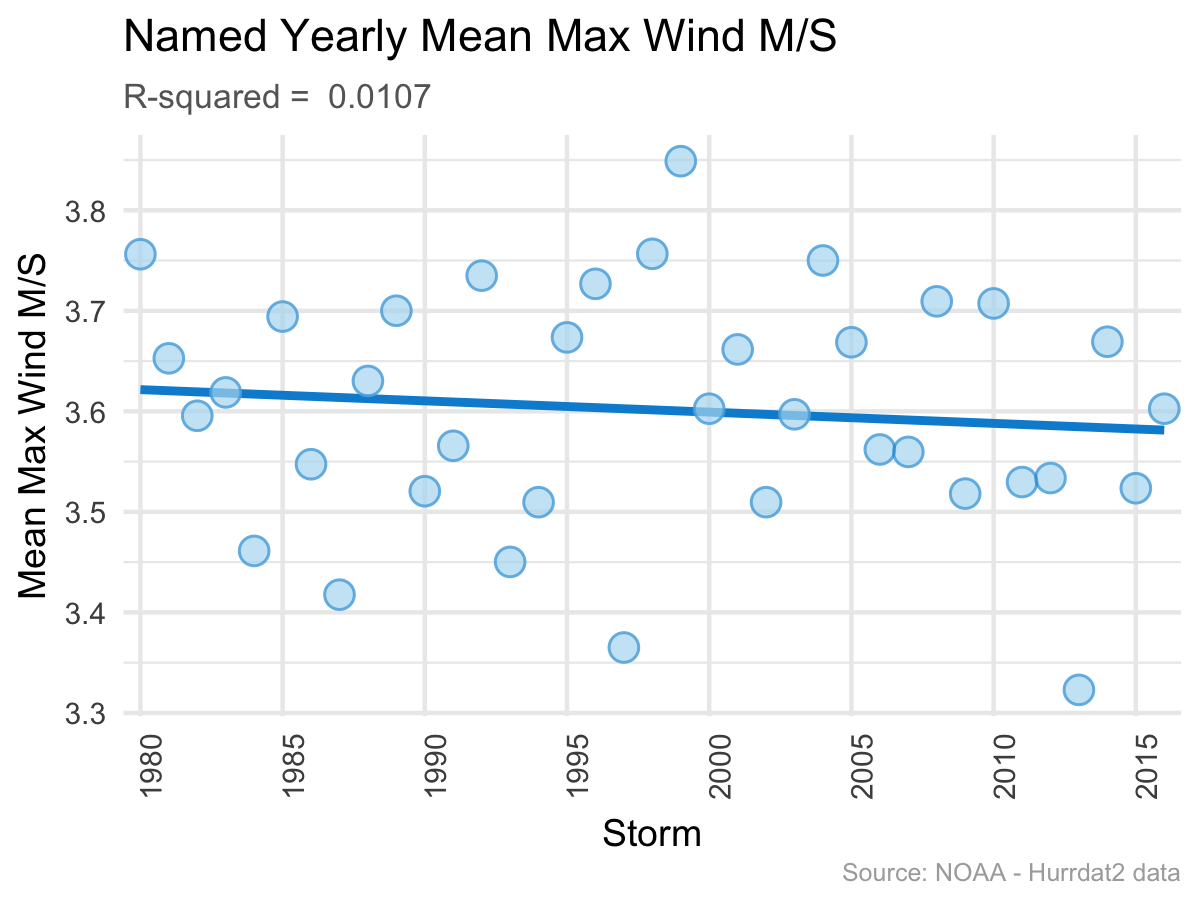 Named Yearly Mean Max Wind M/S
R-squared =  0.0107
Mean Max Wind M/S
3.8
3.7
3.6
3.5
3.4
3.3
1980
1985
1990
1995
2000
2005
2010
2015
Storm
Source: NOAA - Hurrdat2 data